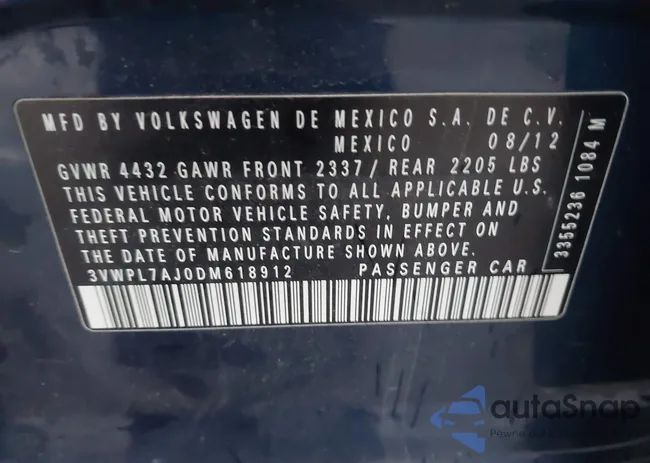 MFD BY VOLKSWAGEN DE MEXICO S.A. DE C.V.
MEXICO 08/12
GVWR 4432 GAWR FRONT 2337/ REAR 2205 LBS
THIS VEHICLE CONFORMS TO ALL APPLICABLE U.S.
FEDERAL MOTOR VEHICLE SAFETY, BUMPER AND
THEFT PREVENTION STANDARDS IN EFFECT ON
THE DATE OF MANUFACTURE SHOWN ABOVE.
3VWPL7AJ0DM618912 PASSENGER CAR
3355236 1084 M
autoSnap